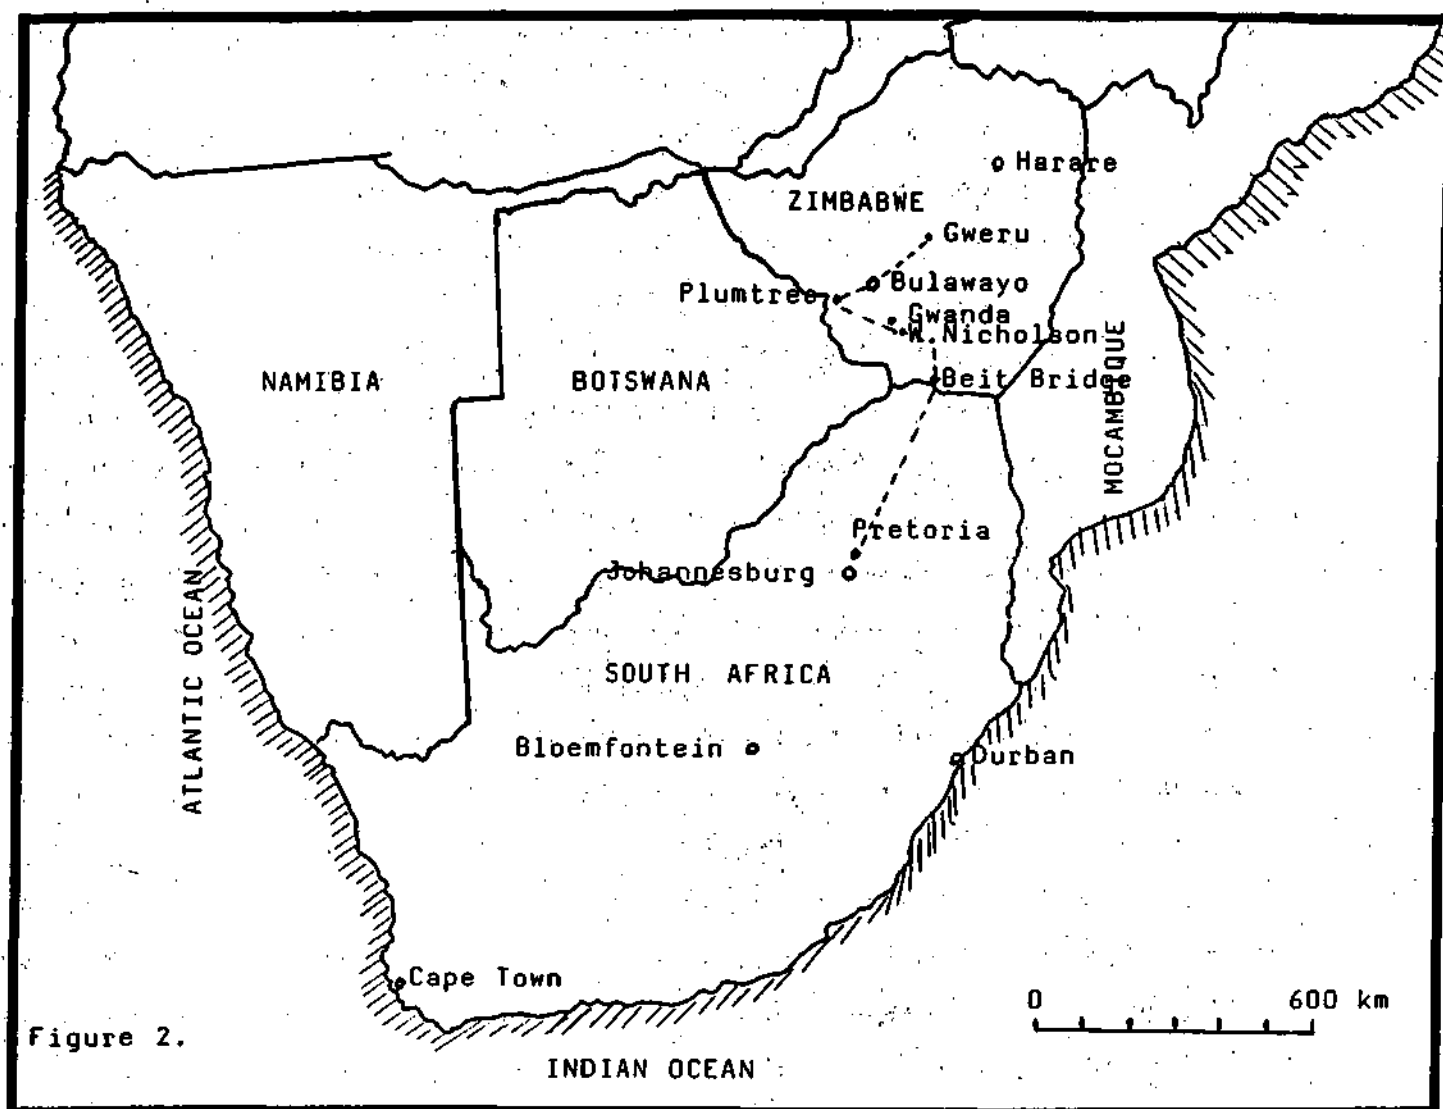 Harare
ZIMBABWE
Gweru
Bulawayo
Plumtree
Gwanda
W.Nicholson
NAMIBIA
BOTSWANA
Beit Bridge
MOCAMBIQUE
Pretoria
Johannesburg
ATLANTIC OCEAN
SOUTH AFRICA
Bloemfontein
Durban
Cape Town
0 600 km
Figure 2.
INDIAN OCEAN